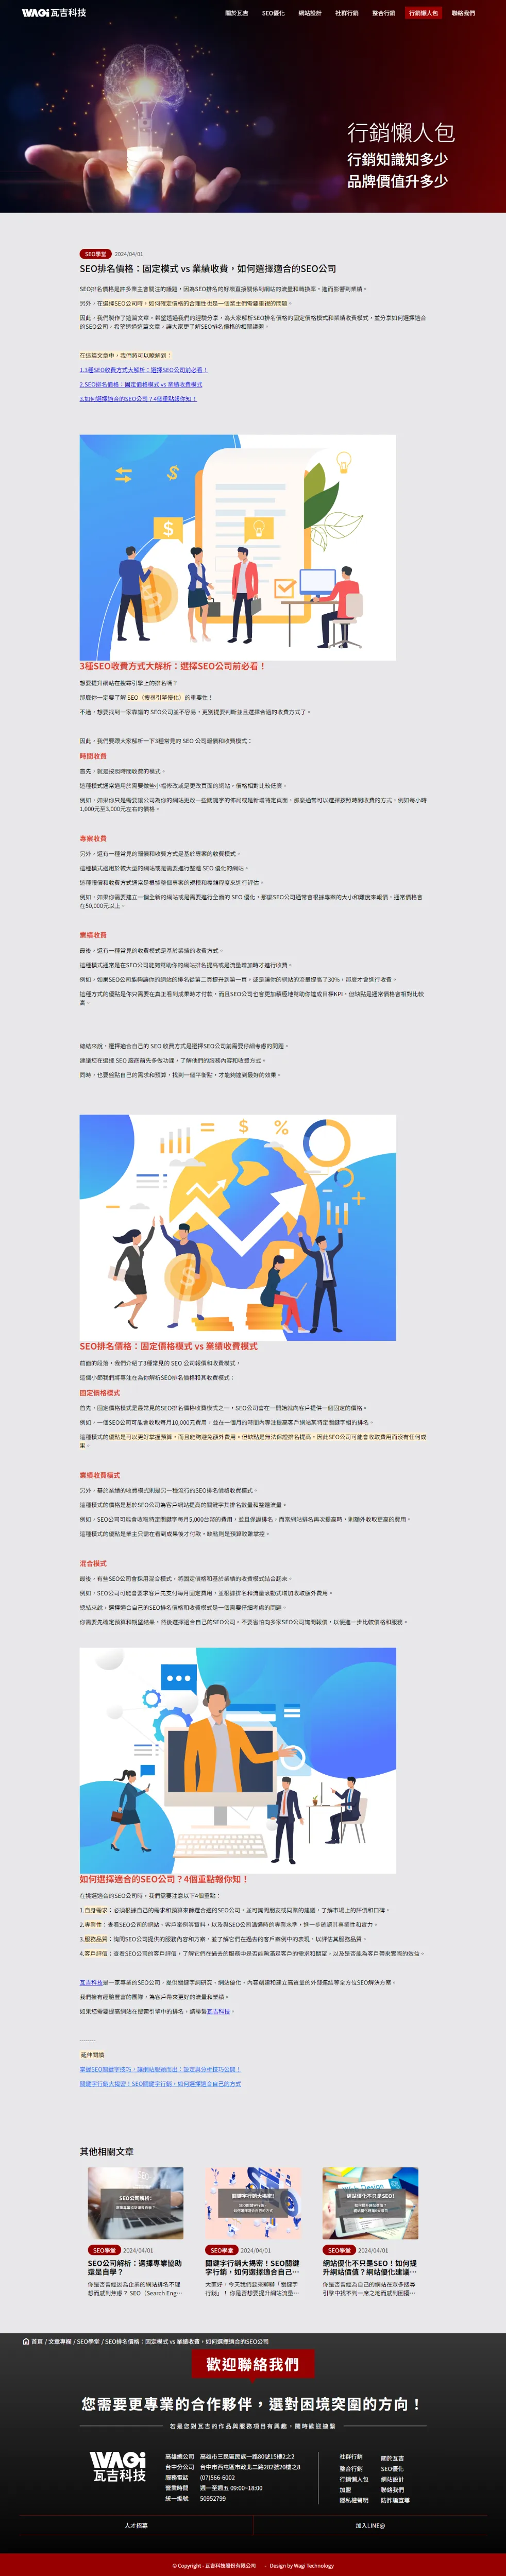 WAGi 瓦吉科技
關於瓦吉 SEO優化 網站設計 社群行銷 整合行銷 行銷懶人包 聯絡我們
行銷懶人包
行銷知識知多少
品牌價值升多少
SEO學堂 2024/04/01
SEO排名價格：固定模式 vs 業績收費，如何選擇適合的SEO公司
SEO排名價格是許多業主會關注的議題，因為SEO排名的好壞直接關係到網站的流量和轉換率，進而影響到業績。
另外，在選擇SEO公司時，如何確定價格的合理性也是一個業主們需要重視的問題。
因此，我們製作了這篇文章，希望透過我們的經驗分享，為大家解析SEO排名價格的固定價格模式和業績收費模式，並分享如何選擇適合
的SEO公司，希望透過這篇文章，讓大家更了解SEO排名價格的相關議題。
在這篇文章中，我們將可以瞭解到：
1.3種SEO收費方式大解析：選擇SEO公司前必看！
2.SEO排名價格：固定價格模式 vs 業績收費模式
3.如何選擇適合的SEO公司？4個重點報你知！
3種SEO收費方式大解析：選擇SEO公司前必看！
想要提升網站在搜尋引擎上的排名嗎？
那麼你一定要了解 SEO（搜尋引擎優化）的重要性！
不過，想要找到一家靠譜的 SEO公司並不容易，更別提要判斷並且選擇合適的收費方式了。
因此，我們要跟大家解析一下3種常見的 SEO 公司報價和收費模式：
時間收費
首先，就是按照時間收費的模式。
這種模式通常適用於需要做些小幅修改或是更改頁面的網站，價格相對比較低廉。
例如，如果你只是需要讓公司為你的網站更改一些關鍵字的佈局或是新增特定頁面，那麼通常可以選擇按照時間收費的方式，例如每小時
1,000元至3,000元左右的價格。
專案收費
另外，還有一種常見的報價和收費方式是基於專案的收費模式。
這種模式適用於較大型的網站或是需要進行整體 SEO 優化的網站。
這種報價和收費方式通常是根據整個專案的規模和複雜程度來進行評估。
例如，如果你需要建立一個全新的網站或是需要進行全面的 SEO 優化，那麼SEO公司通常會根據專案的大小和難度來報價，通常價格會
在50,000元以上。
業績收費
最後，還有一種常見的收費模式是基於業績的收費方式。
這種模式通常是在SEO公司能夠幫助你的網站排名提高或是流量增加時才進行收費。
例如，如果SEO公司能夠讓你的網站的排名從第二頁提升到第一頁，或是讓你的網站的流量提高了30%，那麼才會進行收費。
這種方式的優點是你只需要在真正看到成果時才付款，而且SEO公司也會更加積極地幫助你達成目標KPI，但缺點是通常價格會相對比較
高。
總結來說，選擇適合自己的 SEO 收費方式是選擇SEO公司前需要仔細考慮的問題。
建議您在選擇 SEO 廠商前先多做功課，了解他們的服務內容和收費方式。
同時，也要盤點自己的需求和預算，找到一個平衡點，才能夠達到最好的效果。
SEO排名價格：固定價格模式 vs 業績收費模式
前面的段落，我們介紹了3種常見的 SEO 公司報價和收費模式，
這個小節我們將專注在為你解析SEO排名價格和其收費模式：
固定價格模式
首先，固定價格模式是最常見的SEO排名價格收費模式之一，SEO公司會在一開始就向客戶提供一個固定的價格。
例如，一個SEO公司可能會收取每月10,000元費用，並在一個月的時間內專注提高客戶網站某特定關鍵字組的排名。
這種模式的優點是可以更好掌握預算，而且能夠避免額外費用，但缺點是無法保證排名提高，因此SEO公司可能會收取費用而沒有任何成
果。
業績收費模式
另外，基於業績的收費模式則是另一種流行的SEO排名價格收費模式。
這種模式的價格是基於SEO公司為客戶網站提高的關鍵字其排名數量和整體流量。
例如，SEO公司可能會收取特定關鍵字每月5,000台幣的費用，並且保證排名，而當網站排名再次提高時，則額外收取更高的費用。
這種模式的優點是業主只需在看到成果後才付款，缺點則是預算較難掌控。
混合模式
最後，有些SEO公司會採用混合模式，將固定價格和基於業績的收費模式結合起來。
例如，SEO公司可能會要求客戶先支付每月固定費用，並根據排名和流量活動式增加收取額外費用。
總結來說，選擇適合自己的SEO排名價格和收費模式是一個需要仔細考慮的問題。
你需要先確定預算和期望結果，然後選擇適合自己的SEO公司。不要害怕向多家SEO公司詢問報價，以便進一步比較價格和服務。
如何選擇適合的SEO公司？4個重點報你知！
在挑選適合的SEO公司時，我們需要注意以下4個重點：
1.自身需求：必須根據自己的需求和預算來篩選合適的SEO公司，並可詢問朋友或同業的建議，了解市場上的評價和口碑。
2.專業性：查看SEO公司的網站、客戶案例等資料，以及與SEO公司溝通時的專業水準，進一步確認其專業性和實力。
3.服務品質：詢問SEO公司提供的服務內容和方案，並了解它們在過去的客戶案例中的表現，以評估其服務品質。
4.客戶評價：查看SEO公司的客戶評價，了解它們在過去的服務中是否能夠滿足客戶的需求和期望，以及是否能為客戶帶來實際的效益。
瓦吉科技是一家專業的SEO公司，提供關鍵字詞研究、網站優化、內容創建和建立高質量的外部連結等全方位SEO解決方案。
我們擁有經驗豐富的團隊，為客戶帶來更好的流量和業績。
如果您需要提高網站在搜索引擎中的排名，請聯繫瓦吉科技。
--------
延伸閱讀
掌握SEO關鍵字技巧，讓網站脫穎而出：設定與分析技巧公開！
關鍵字行銷大揭密！SEO關鍵字行銷，如何選擇適合自己的方式
其他相關文章
SEO公司解析：
選擇專業協助還是自學？
關鍵字行銷大揭密！
SEO關鍵字行銷
如何選擇適合自己的方式
Web Design
網站優化不只是SEO！
如何提升網站價值？
網站優化建議大公開
SEO學堂 2024/04/01
SEO學堂 2024/04/01
SEO學堂 2024/04/01
SEO公司解析：選擇專業協助
還是自學？
關鍵字行銷大揭密！SEO關鍵
字行銷，如何選擇適合自己…
網站優化不只是SEO！如何提
升網站價值？網站優化建議…
你是否曾經因為企業的網站排名不理
想而感到焦慮？ SEO（Search Eng…
大家好，今天我們要來聊聊「關鍵字
行銷」！ 你是否想要提升網站流量…
你是否曾經為自己的網站在眾多搜尋
引擎中找不到一席之地而感到困擾…
首頁 / 文章專欄 / SEO學堂 / SEO排名價格：固定模式 vs 業績收費，如何選擇適合的SEO公司
歡迎聯絡我們
您需要更專業的合作夥伴，選對困境突圍的方向！
若是您對瓦吉的作品與服務項目有興趣，隨時歡迎連繫
WAGi
瓦吉科技
高雄總公司 高雄市三民區民族一路80號15樓2之2
台中分公司 台中市西屯區市政北二路282號20樓之8
服務電話 (07)566-6002
營業時間 週一至週五 09:00~18:00
統一編號 50952799
社群行銷 關於瓦吉
整合行銷 SEO優化
行銷懶人包 網站設計
加盟 聯絡我們
隱私權聲明 防詐騙宣導
人才招募 加入LINE@
© Copyright - 瓦吉科技股份有限公司 - Design by Wagi Technology